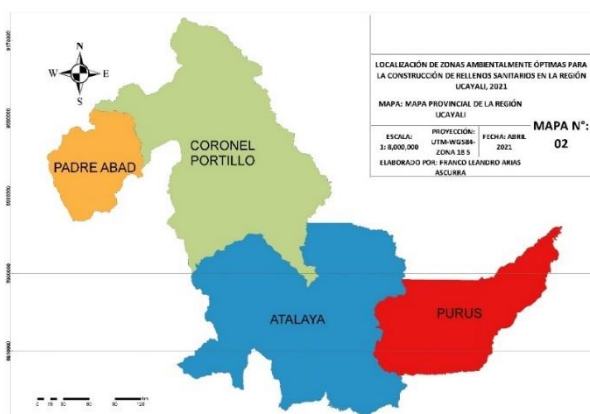 LOCALIZACIÓN DE ZONAS AMBIENTALMENTE ÓPTIMAS PARA
LA CONSTRUCCIÓN DE RELLENOS SANITARIOS EN LA REGIÓN
UCAYALI, 2021
MAPA: MAPA PROVINCIAL DE LA REGIÓN
UCAYALI
MAPA N°:
02
ESCALA:
1: 8,000,000
PROYECCIÓN:
UTM-WGS84-
ZONA 18 S
FECHA: ABRIL
2021
ELABORADO POR: FRANCO LEANDRO ARIAS
ASCURRA
N
W E
S
CORONEL
PORTILLO
PADRE ABAD
ATALAYA
PURUS